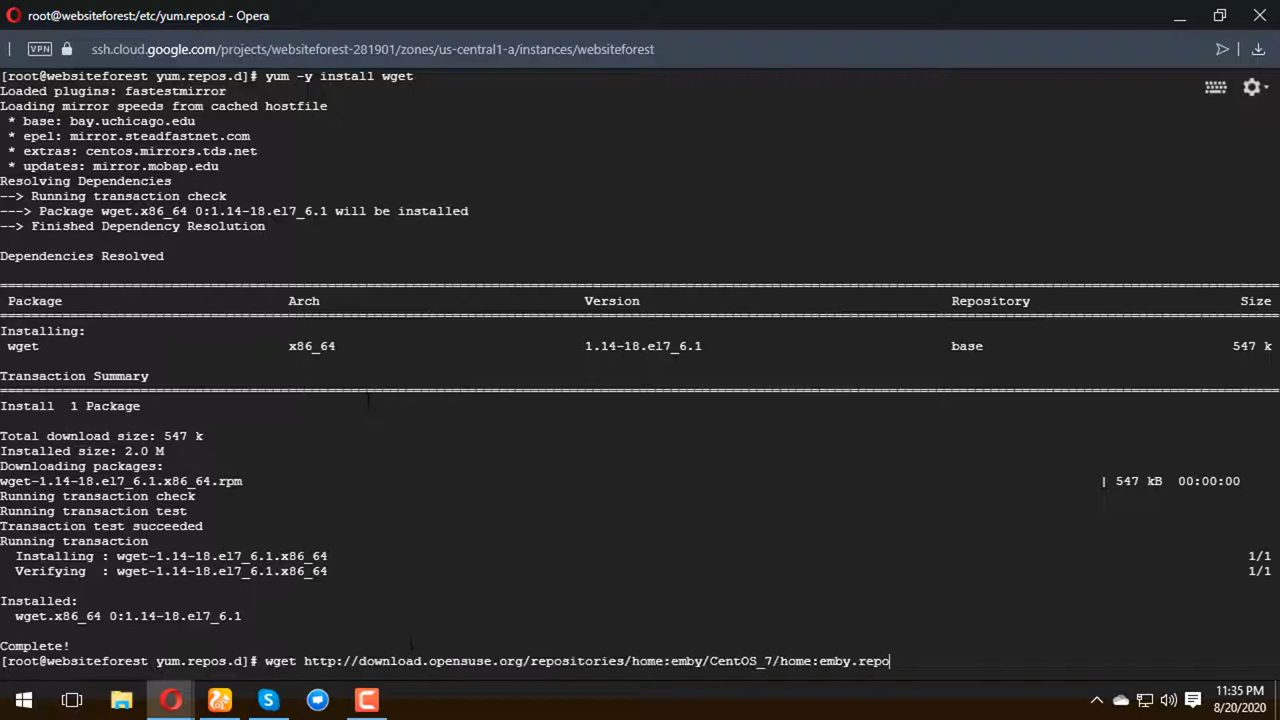 root@websiteforest:/etc/yum.repos.d - Opera
VPN ssh.cloud.google.com/projects/websiteforest-281901/zones/us-central1-a/instances/websiteforest
[root@websiteforest yum.repos.d]# yum -y install wget
Loaded plugins: fastestmirror
Loading mirror speeds from cached hostfile
* base: bay.uchicago.edu
* epel: mirror.steadfastnet.com
* extras: centos.mirrors.tds.net
* updates: mirror.mobap.edu
Resolving Dependencies
--> Running transaction check
---> Package wget.x86_64 0:1.14-18.el7_6.1 will be installed
--> Finished Dependency Resolution
Dependencies Resolved
Package Arch Version Repository Size
Installing:
wget x86_64 1.14-18.el7_6.1 base 547 k
Transaction Summary
Install 1 Package
Total download size: 547 k
Installed size: 2.0 M
Downloading packages:
wget-1.14-18.el7_6.1.x86_64.rpm | 547 kB 00:00:00
Running transaction check
Running transaction test
Transaction test succeeded
Running transaction
Installing : wget-1.14-18.el7_6.1.x86_64 1/1
Verifying : wget-1.14-18.el7_6.1.x86_64 1/1
Installed:
wget.x86_64 0:1.14-18.el7_6.1
Complete!
[root@websiteforest yum.repos.d]# wget http://download.opensuse.org/repositories/home:emby/CentOS_7/home:emby.repo
11:35 PM
8/20/2020